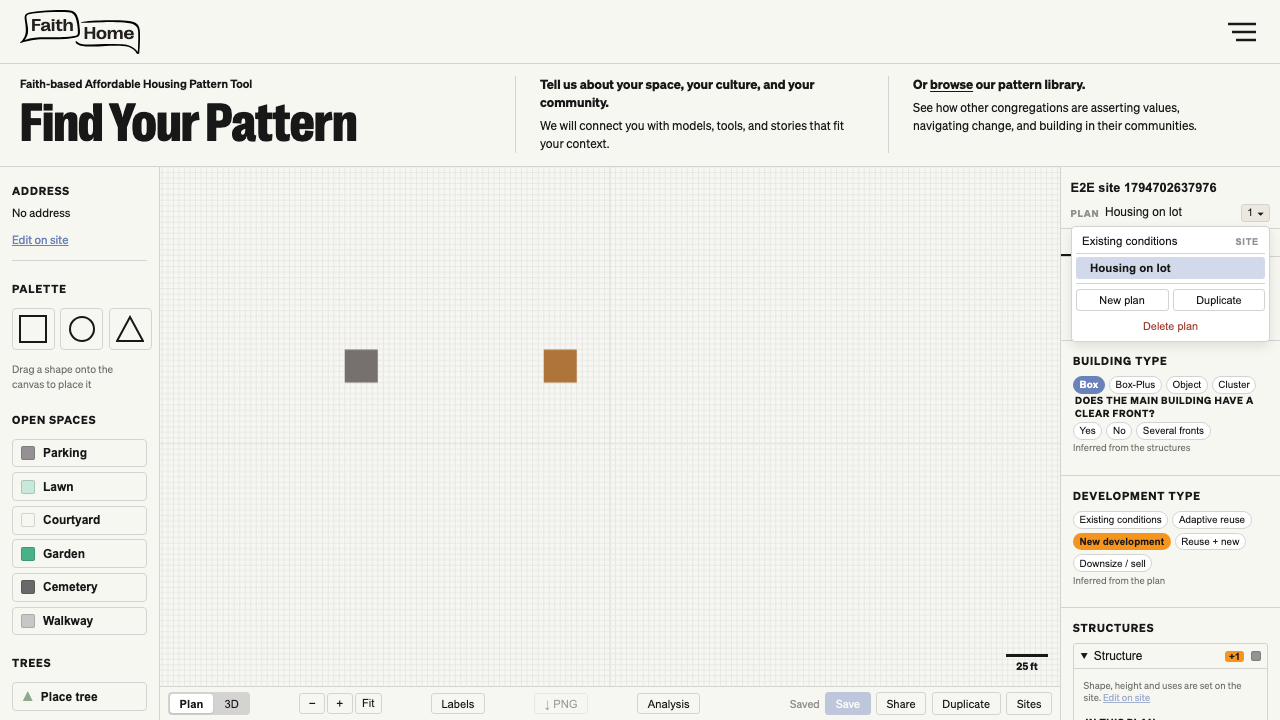 Faith
Home
Faith-based Affordable Housing Pattern Tool
Find Your Pattern
Tell us about your space, your culture, and your
community.
We will connect you with models, tools, and stories that fit
your context.
Or browse our pattern library.
See how other congregations are asserting values,
navigating change, and building in their communities.
ADDRESS
No address
Edit on site
PALETTE
Drag a shape onto the
canvas to place it
OPEN SPACES
Parking
Lawn
Courtyard
Garden
Cemetery
Walkway
TREES
Place tree
25 ft
Plan 3D
− + Fit
Labels
↓ PNG
Analysis
Saved Save Share Duplicate Sites
E2E site 1794702637976
PLAN Housing on lot 1
Existing conditions SITE
Housing on lot
New plan Duplicate
Delete plan
BUILDING TYPE
Box Box-Plus Object Cluster
DOES THE MAIN BUILDING HAVE A
CLEAR FRONT?
Yes No Several fronts
Inferred from the structures
DEVELOPMENT TYPE
Existing conditions Adaptive reuse
New development Reuse + new
Downsize / sell
Inferred from the plan
STRUCTURES
Structure +1
Shape, height and uses are set on the
site. Edit on site
IN THIS PLAN